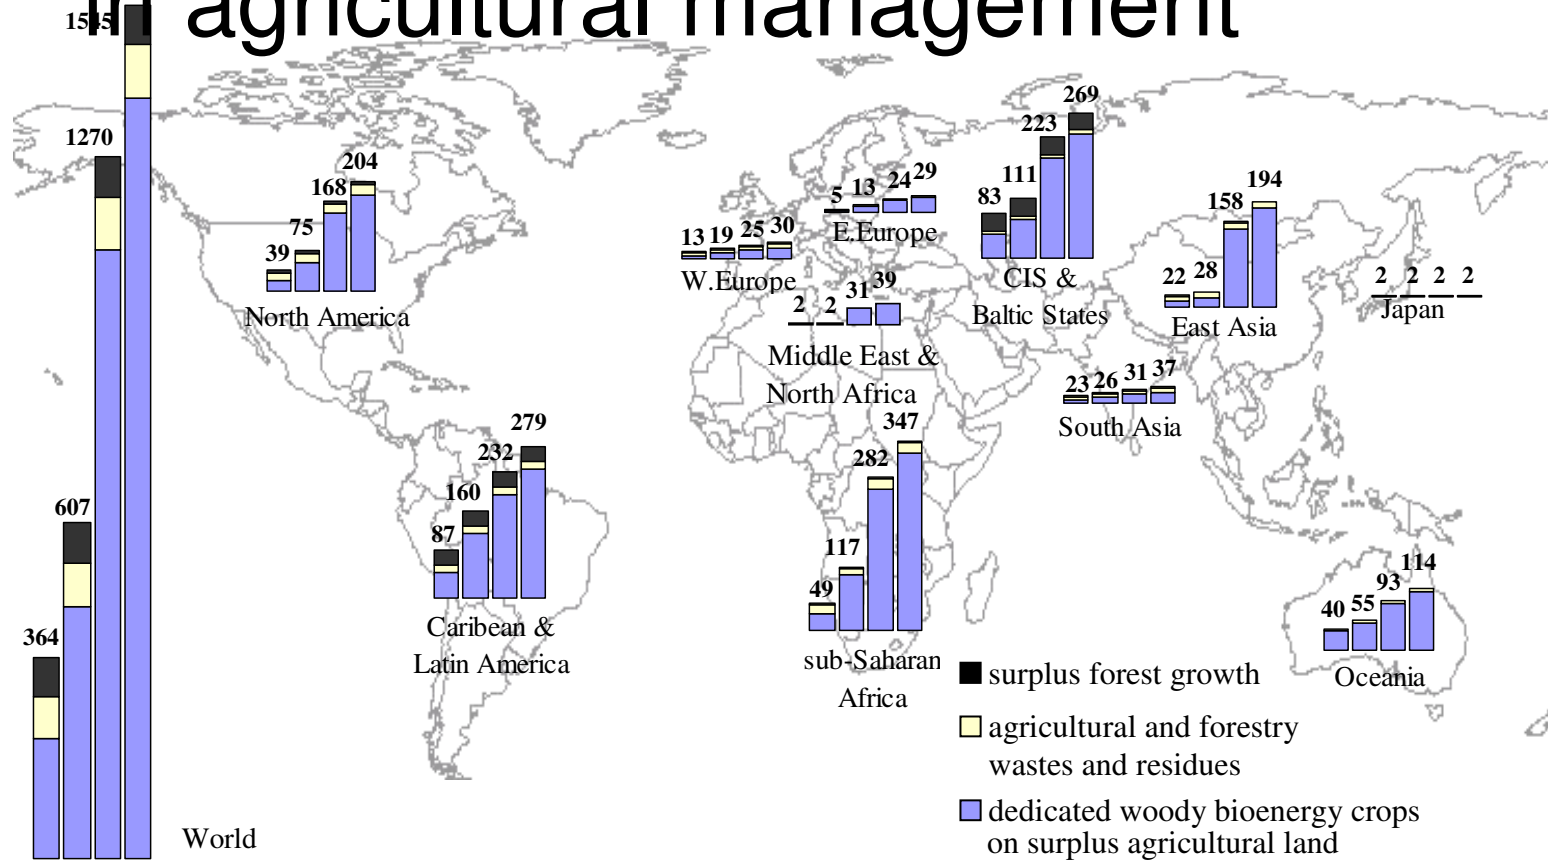 in agricultural management
1545
1270
607
364
World
39 75 168 204
North America
87 160 232 279
Caribean &
Latin America
13 19 25 30
W.Europe
5 13 24 29
E.Europe
2 2 31 39
Middle East &
North Africa
49 117 282 347
sub-Saharan
Africa
83 111 223 269
CIS &
Baltic States
22 28 158 194
East Asia
2 2 2 2
Japan
23 26 31 37
South Asia
40 55 93 114
Oceania
surplus forest growth
agricultural and forestry
wastes and residues
dedicated woody bioenergy crops
on surplus agricultural land